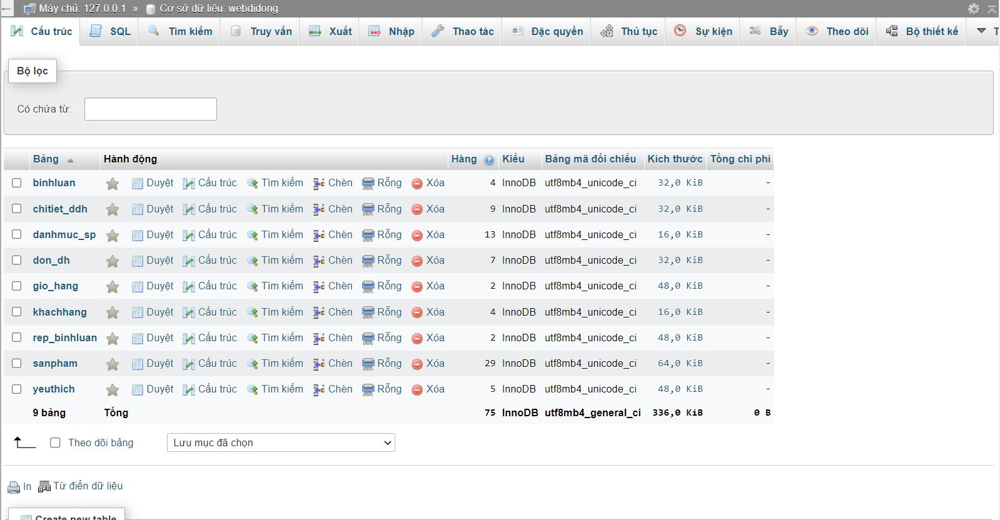 Máy chủ: 127.0.0.1 » Cơ sở dữ liệu: webdidong
Cấu trúc SQL Tìm kiếm Truy vấn Xuất Nhập Thao tác Đặc quyền Thủ tục Sự kiện Bẫy Theo dõi Bộ thiết kế
Bộ lọc
Có chứa từ:
Bảng Hành động Hàng Kiểu Bảng mã đối chiếu Kích thước Tổng chi phí
binhluan Duyệt Cấu trúc Tìm kiếm Chèn Rỗng Xóa 4 InnoDB utf8mb4_unicode_ci 32,0 KiB -
chitiet_ddh Duyệt Cấu trúc Tìm kiếm Chèn Rỗng Xóa 9 InnoDB utf8mb4_unicode_ci 32,0 KiB -
danhmuc_sp Duyệt Cấu trúc Tìm kiếm Chèn Rỗng Xóa 13 InnoDB utf8mb4_unicode_ci 16,0 KiB -
don_dh Duyệt Cấu trúc Tìm kiếm Chèn Rỗng Xóa 7 InnoDB utf8mb4_unicode_ci 32,0 KiB -
gio_hang Duyệt Cấu trúc Tìm kiếm Chèn Rỗng Xóa 2 InnoDB utf8mb4_unicode_ci 48,0 KiB -
khachhang Duyệt Cấu trúc Tìm kiếm Chèn Rỗng Xóa 4 InnoDB utf8mb4_unicode_ci 16,0 KiB -
rep_binhluan Duyệt Cấu trúc Tìm kiếm Chèn Rỗng Xóa 2 InnoDB utf8mb4_unicode_ci 48,0 KiB -
sanpham Duyệt Cấu trúc Tìm kiếm Chèn Rỗng Xóa 29 InnoDB utf8mb4_unicode_ci 64,0 KiB -
yeuthich Duyệt Cấu trúc Tìm kiếm Chèn Rỗng Xóa 5 InnoDB utf8mb4_unicode_ci 48,0 KiB -
9 bảng Tổng 75 InnoDB utf8mb4_general_ci 336,0 KiB 0 B
Theo dõi bảng Lưu mục đã chọn
In Từ điển dữ liệu
Create new table